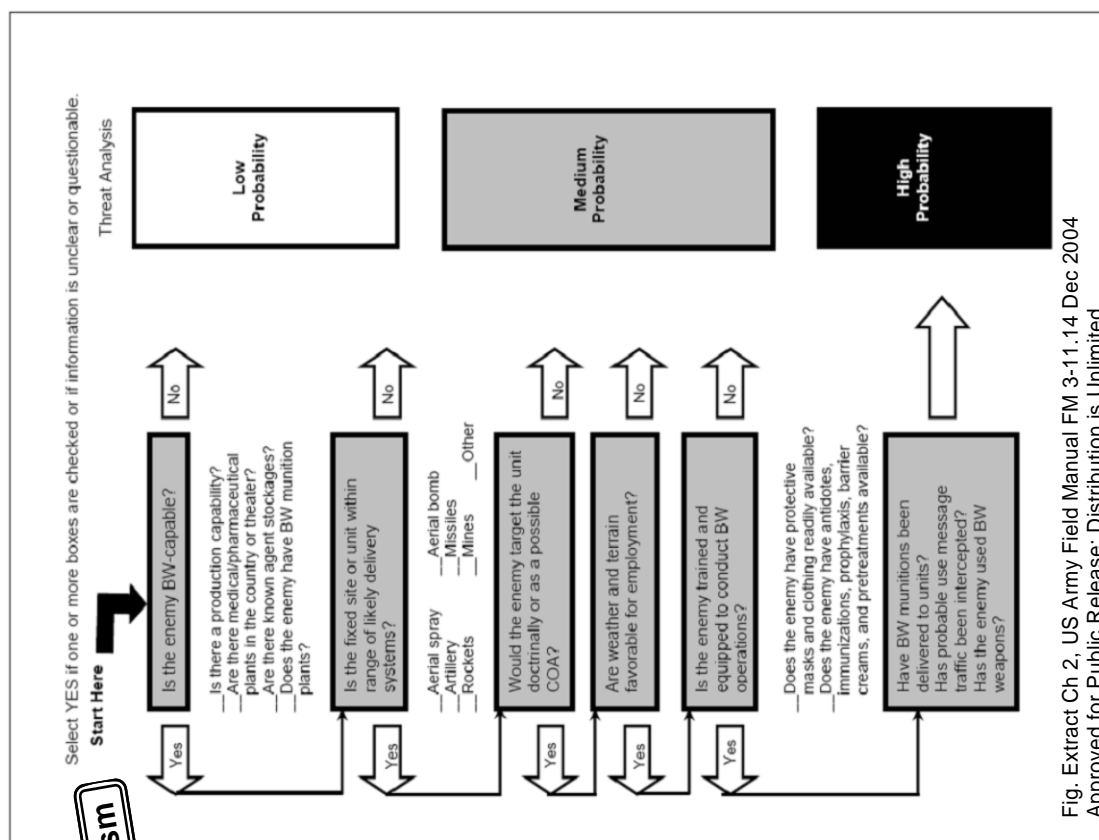 Select YES if one or more boxes are checked or if information is unclear or questionable.
Start Here
Threat Analysis
Is the enemy BW-capable?
Yes
No
Low
Probability
__Is there a production capability?
__Are there medical/pharmaceutical
plants in the country or theater?
__Are there known agent stockages?
__Does the enemy have BW munition
plants?
Is the fixed site or unit within
range of likely delivery
systems?
Yes
No
__Aerial spray __Aerial bomb
__Artillery __Missiles
__Rockets __Mines __Other
Would the enemy target the unit
doctrinally or as a possible
COA?
Yes
No
Medium
Probability
Are weather and terrain
favorable for employment?
Yes
No
Is the enemy trained and
equipped to conduct BW
operations?
Yes
No
__Does the enemy have protective
masks and clothing readily available?
__Does the enemy have antidotes,
immunizations, prophylaxis, barrier
creams, and pretreatments available?
Have BW munitions been
delivered to units?
Has probable use message
traffic been intercepted?
Has the enemy used BW
weapons?
High
Probability
Fig. Extract Ch 2, US Army Field Manual FM 3-11.14 Dec 2004
Approved for Public Release; Distribution is Unlimited
sm